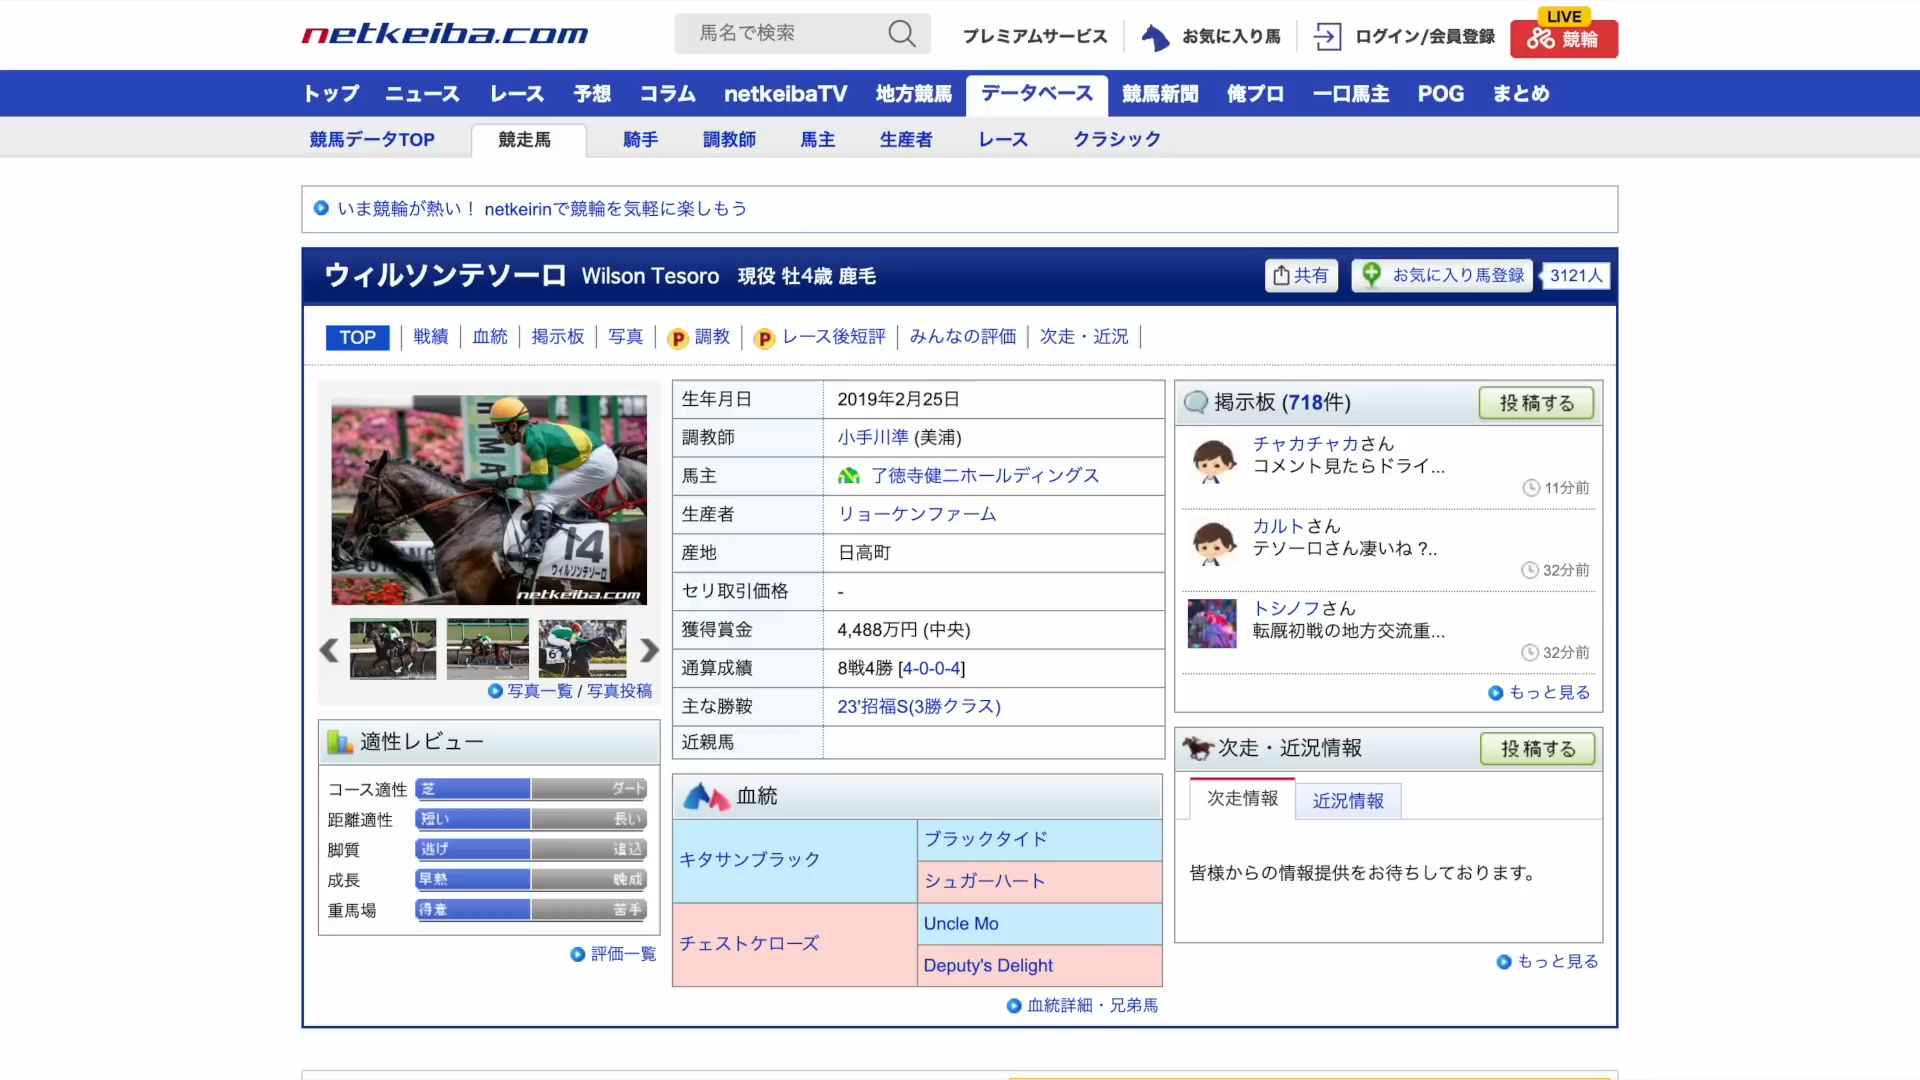 netkeiba.com
馬名で検索
プレミアムサービス
お気に入り馬
ログイン/会員登録
LIVE
競輪
トップ ニュース レース 予想 コラム netkeibaTV 地方競馬 データベース 競馬新聞 俺プロ 一口馬主 POG まとめ
競馬データTOP 競走馬 騎手 調教師 馬主 生産者 レース クラシック
いま競輪が熱い！ netkeirinで競輪を気軽に楽しもう
ウィルソンテソーロ Wilson Tesoro 現役 牡4歳 鹿毛
共有 お気に入り馬登録 3121人
TOP 戦績 血統 掲示板 写真 P 調教 P レース後短評 みんなの評価 次走・近況
14
ウィルソンテソーロ
netkeiba.com
6
写真一覧 / 写真投稿
適性レビュー
コース適性 芝 ダート
距離適性 短い 長い
脚質 逃げ 追込
成長 早熟 晩成
重馬場 得意 苦手
評価一覧
生年月日 2019年2月25日
調教師 小手川準 (美浦)
馬主 了徳寺健二ホールディングス
生産者 リョーケンファーム
産地 日高町
セリ取引価格 -
獲得賞金 4,488万円 (中央)
通算成績 8戦4勝 [4-0-0-4]
主な勝鞍 23'招福S(3勝クラス)
近親馬
血統
キタサンブラック
ブラックタイド
シュガーハート
チェストケローズ
Uncle Mo
Deputy's Delight
血統詳細・兄弟馬
掲示板 (718件)
投稿する
チャカチャカさん
コメント見たらドライ...
11分前
カルトさん
テソーロさん凄いね ?..
32分前
トシノフさん
転厩初戦の地方交流重...
32分前
もっと見る
次走・近況情報
投稿する
次走情報 近況情報
皆様からの情報提供をお待ちしております。
もっと見る